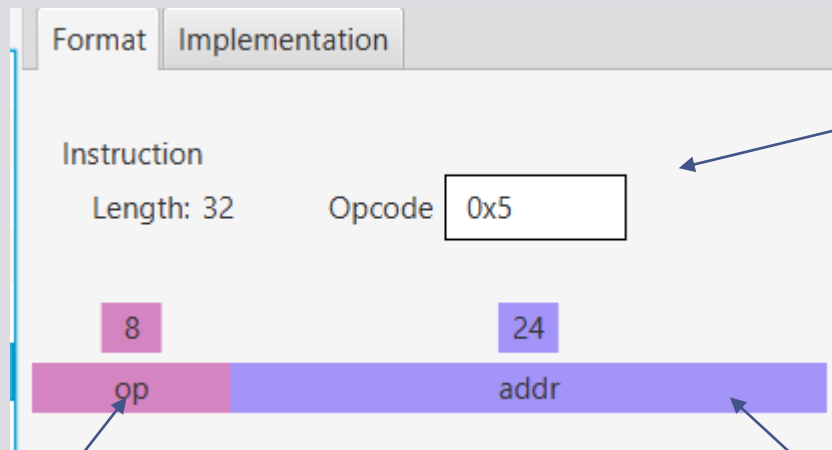 Format Implementation
Instruction
Length: 32 Opcode 0x5
8 24
op addr